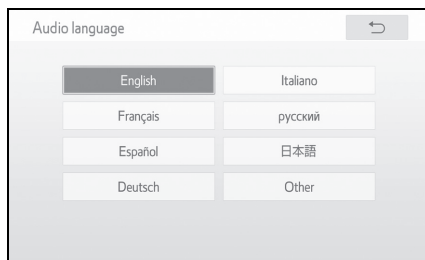 Audio language
English
Italiano
Français
русский
Español
日本語
Deutsch
Other